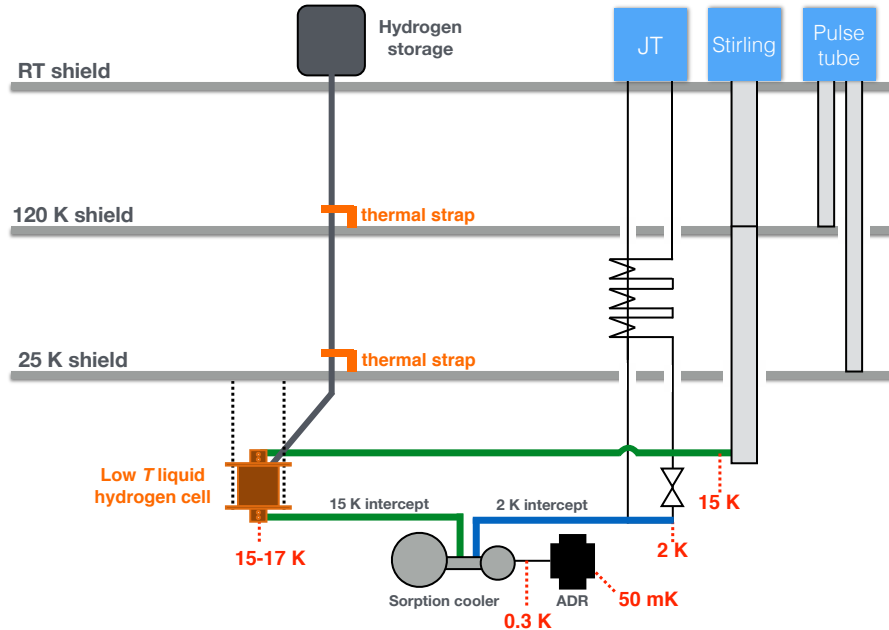 Hydrogen
storage
JT
Stirling
Pulse
tube
RT shield
120 K shield
thermal strap
25 K shield
thermal strap
Low T liquid
hydrogen cell
15 K intercept
2 K intercept
15 K
15-17 K
2 K
Sorption cooler
ADR
50 mK
0.3 K